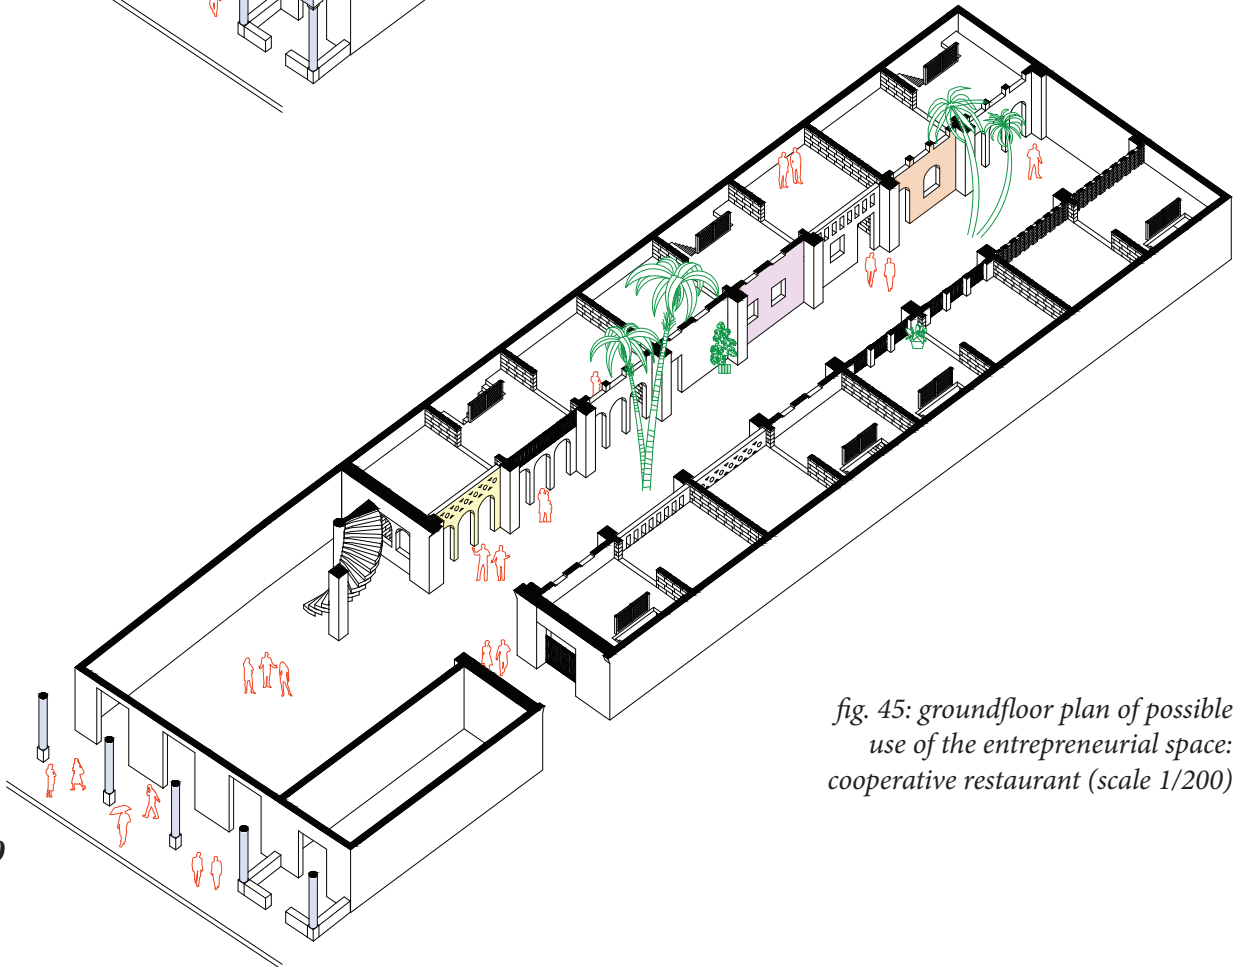 fig. 45: groundfloor plan of possible
use of the entrepreneurial space:
cooperative restaurant (scale 1/200)